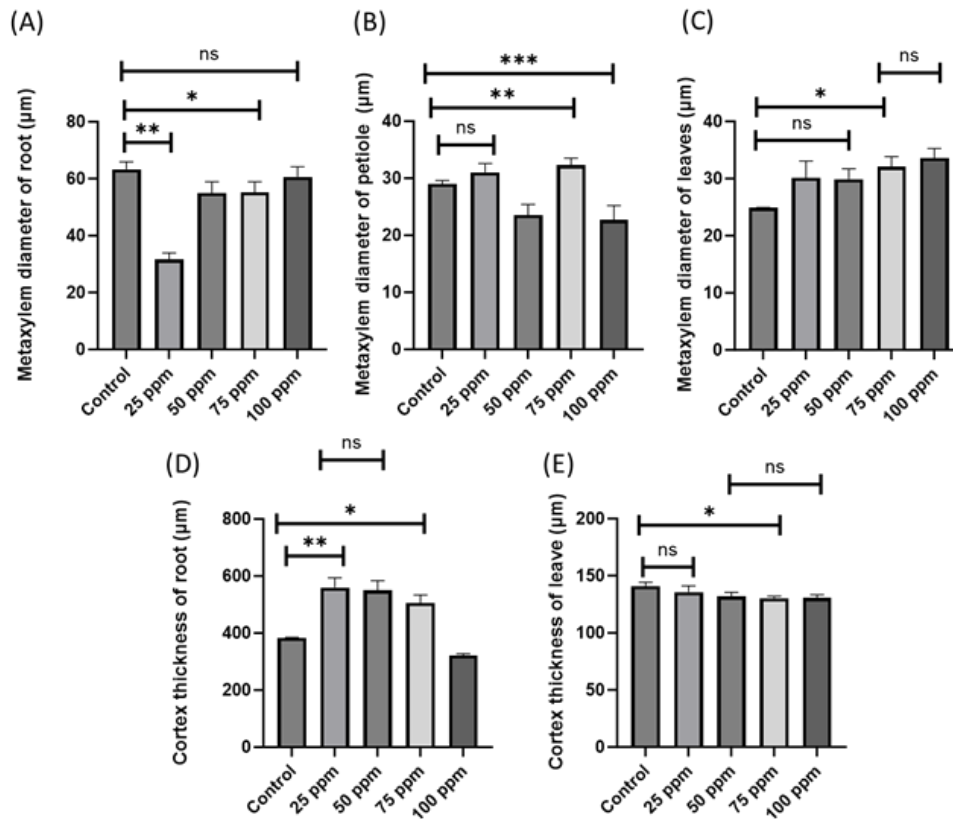 (A)
Metaxylem diameter of root (µm)
80
60
40
20
0
ns
*
**
Control
25 ppm
50 ppm
75 ppm
100 ppm
(B)
Metaxylem diameter of petiole (µm)
40
30
20
10
0
***
**
ns
Control
25 ppm
50 ppm
75 ppm
100 ppm
(C)
Metaxylem diameter of leaves (µm)
40
30
20
10
0
ns
*
ns
Control
25 ppm
50 ppm
75 ppm
100 ppm
(D)
Cortex thickness of root (µm)
800
600
400
200
0
ns
*
**
Control
25 ppm
50 ppm
75 ppm
100 ppm
(E)
Cortex thickness of leave (µm)
200
150
100
50
0
ns
*
ns
Control
25 ppm
50 ppm
75 ppm
100 ppm